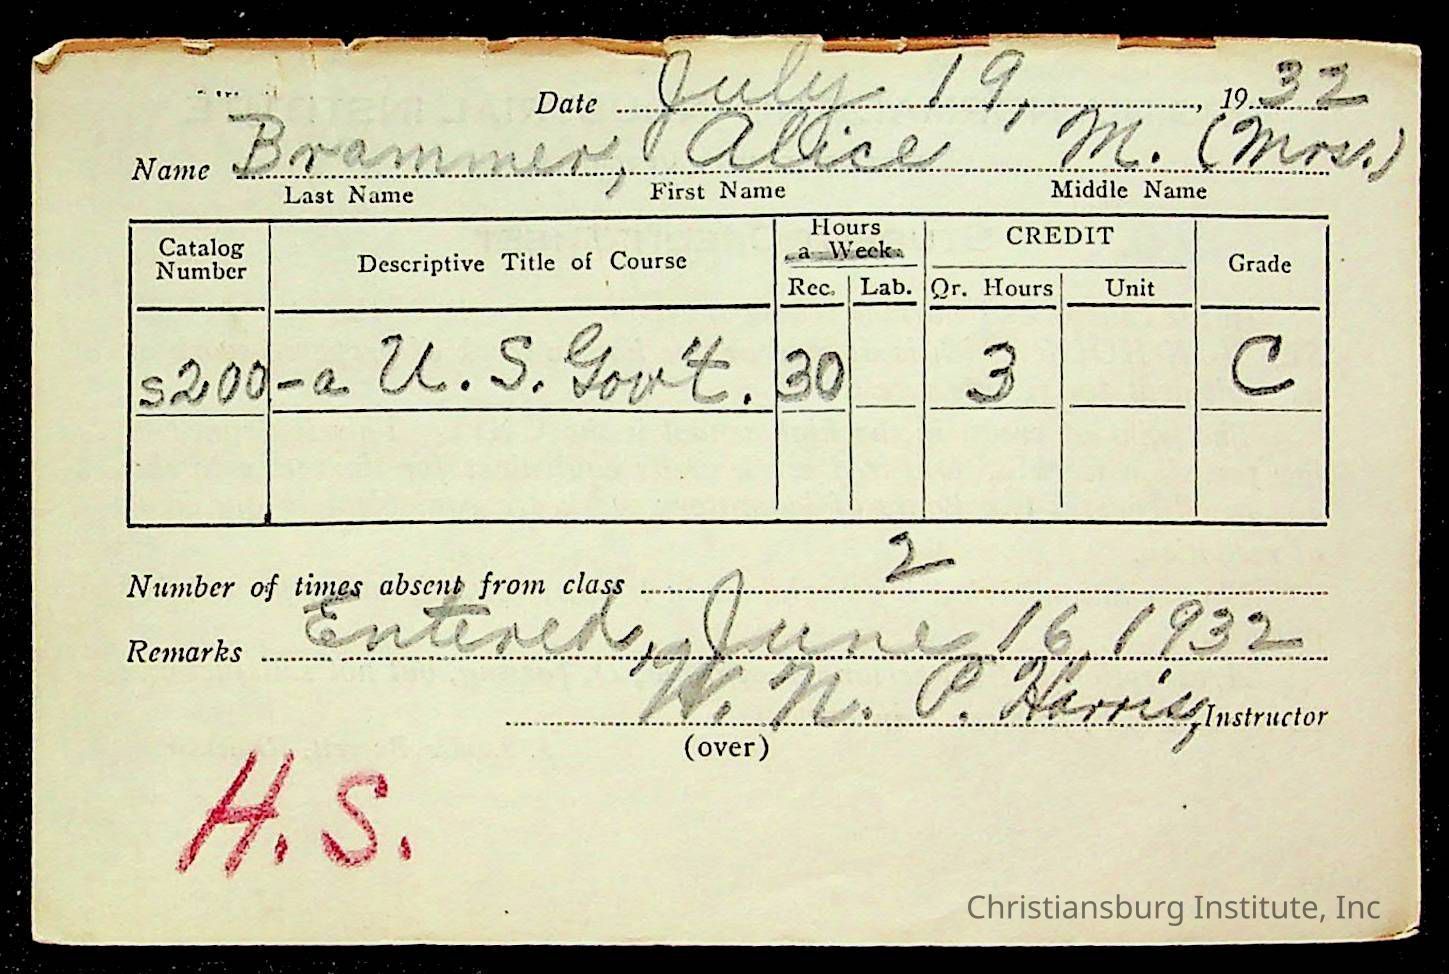 Date July 19, 1932
Name Brammer, Alice M. (Mrs.)
Last Name First Name Middle Name
Catalog Number Descriptive Title of Course Hours a Week CREDIT Grade
Rec. Lab. Qr. Hours Unit
S200-a U. S. Gov't. 30 3 C
Number of times absent from class 2
Remarks Entered June 16, 1932
W. N. P. Harris, Instructor
(over)
H. S.
Christiansburg Institute, Inc